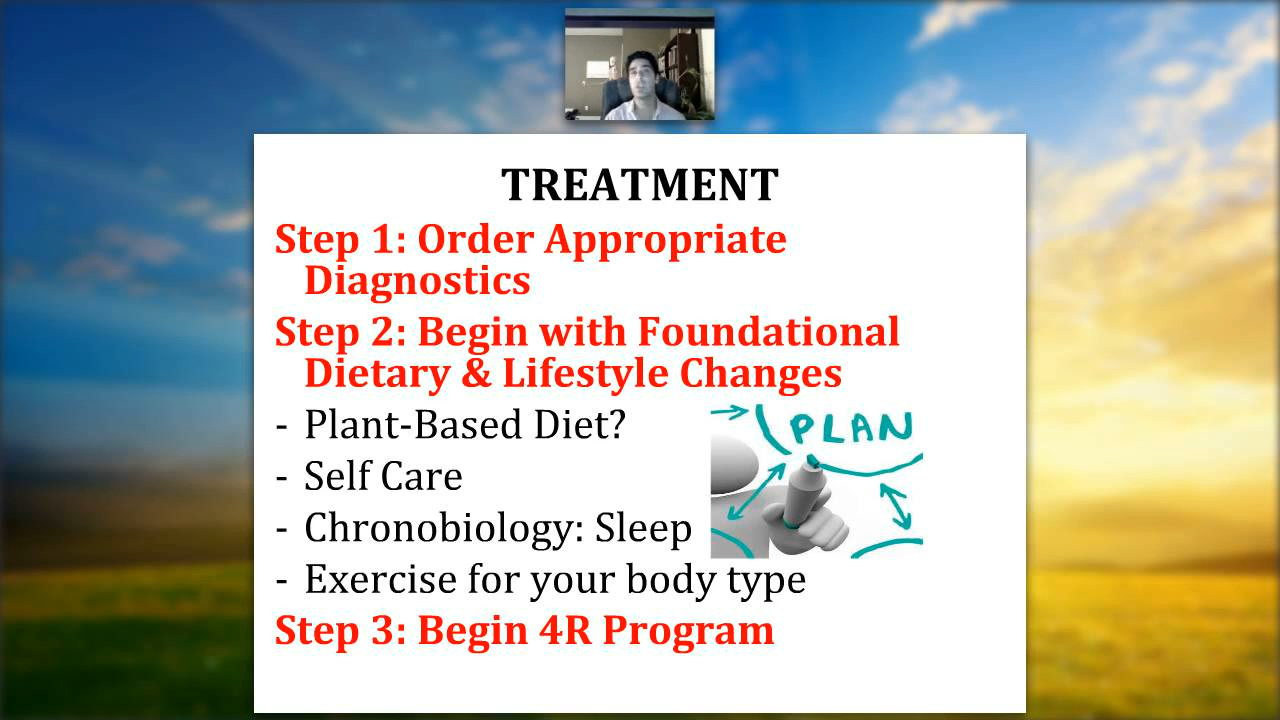 TREATMENT
Step 1: Order Appropriate
Diagnostics
Step 2: Begin with Foundational
Dietary & Lifestyle Changes
- Plant-Based Diet?
- Self Care
- Chronobiology: Sleep
- Exercise for your body type
Step 3: Begin 4R Program
PLAN